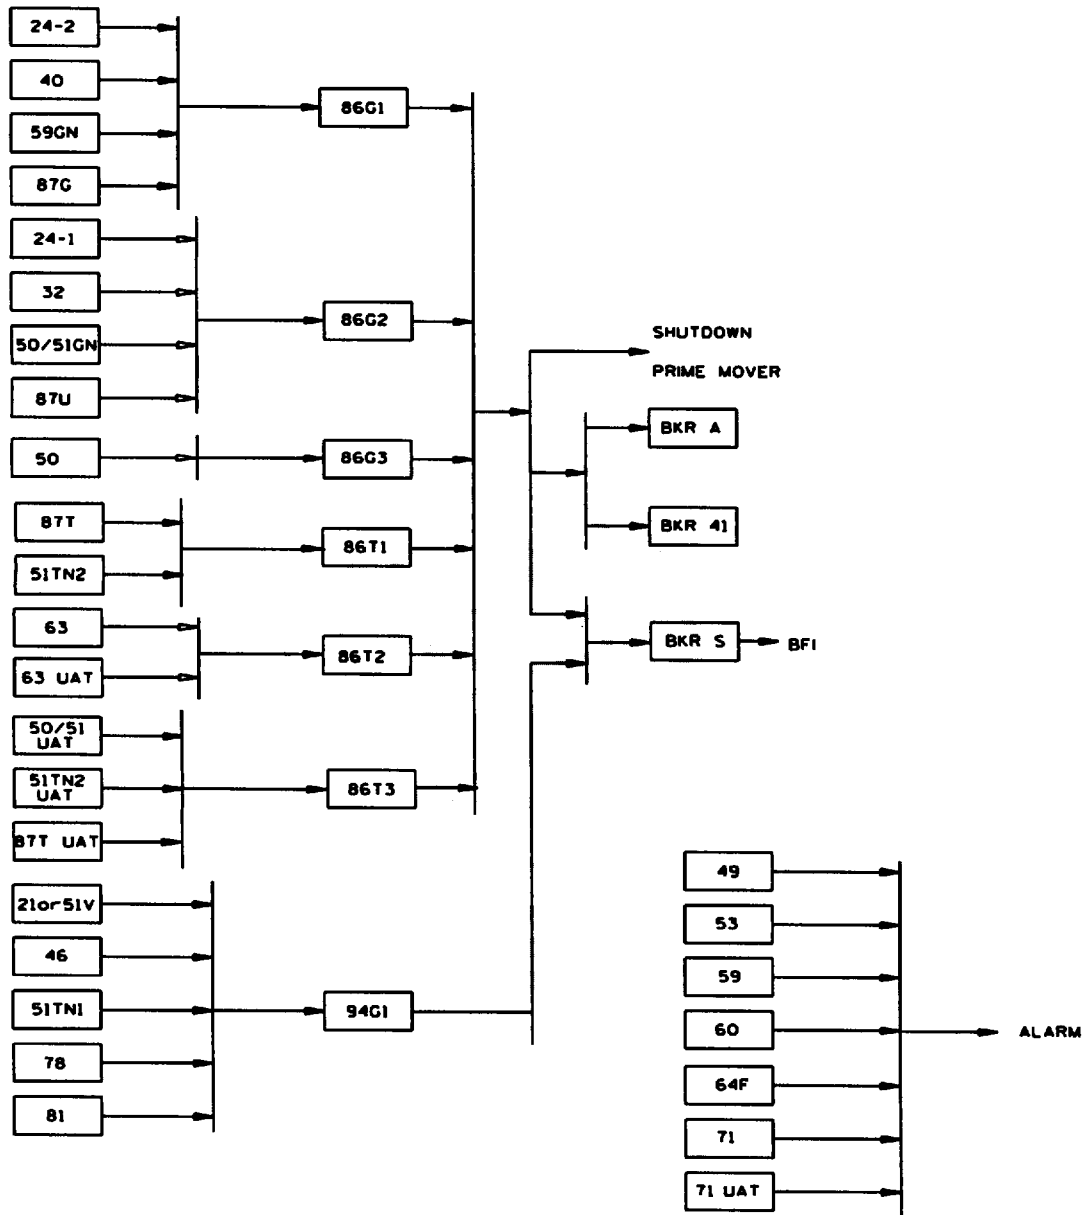 24-2
40
59GN
87G
86G1
24-1
32
50/51GN
87U
86G2
50
86G3
87T
51TN2
86T1
63
63 UAT
86T2
50/51
UAT
51TN2
UAT
87T UAT
86T3
21or51V
46
51TN1
78
81
94G1
SHUTDOWN
PRIME MOVER
BKR A
BKR 41
BKR S
BFI
49
53
59
60
64F
71
71 UAT
ALARM